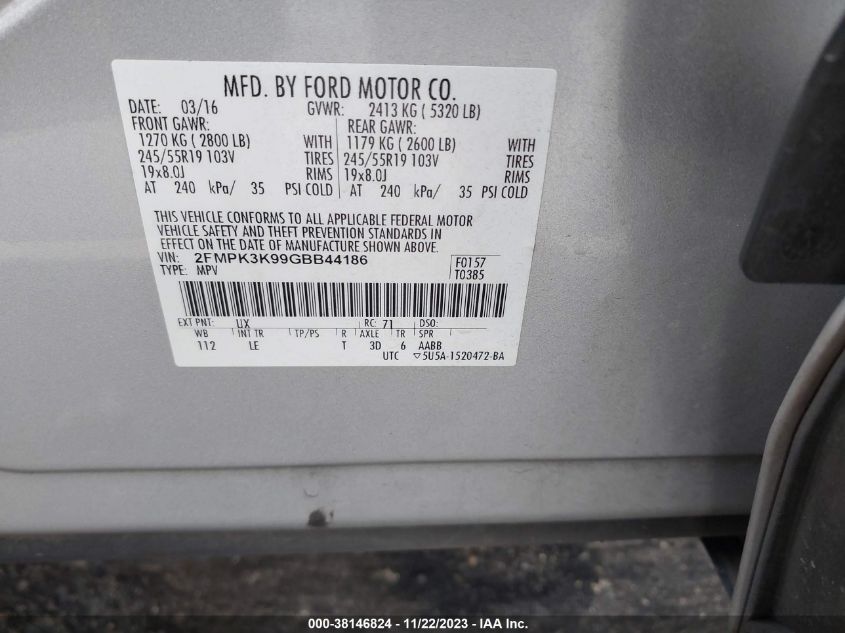 MFD. BY FORD MOTOR CO.
DATE: 03/16 GVWR: 2413 KG ( 5320 LB)
FRONT GAWR: REAR GAWR:
1270 KG ( 2800 LB) WITH 1179 KG ( 2600 LB) WITH
245/55R19 103V TIRES 245/55R19 103V TIRES
19x8.0J RIMS 19x8.0J RIMS
AT 240 kPa/ 35 PSI COLD AT 240 kPa/ 35 PSI COLD
THIS VEHICLE CONFORMS TO ALL APPLICABLE FEDERAL MOTOR
VEHICLE SAFETY AND THEFT PREVENTION STANDARDS IN
EFFECT ON THE DATE OF MANUFACTURE SHOWN ABOVE.
VIN: 2FMPK3K99GBB44186 F0157
TYPE: MPV T0385
EXT PNT: UX RC: 71 DSO:
WB INT TR TP/PS R AXLE TR SPR
112 LE T 3D 6 AABB
UTC ▽5U5A-1520472-BA
000-38146824 - 11/22/2023 - IAA Inc.